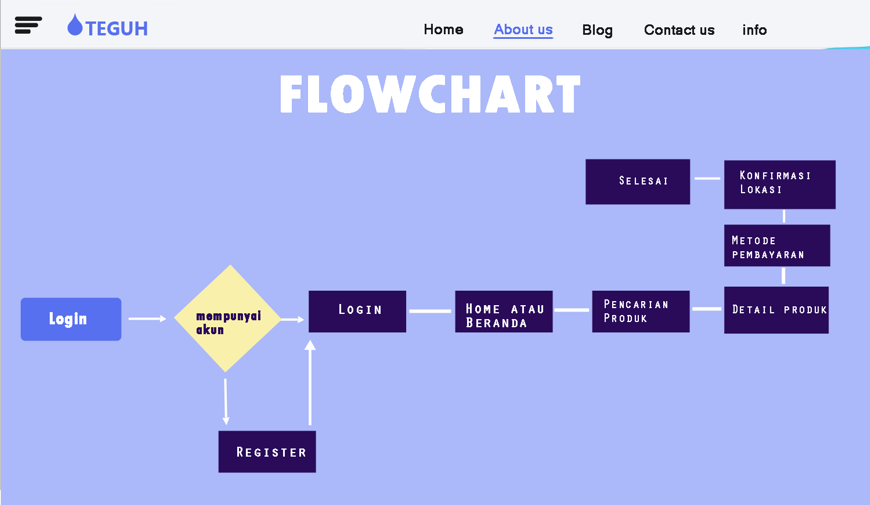 TEGUH
Home About us Blog Contact us info
FLOWCHART
Login
mempunyai
akun
Register
Login
Home atau
Beranda
Pencarian
Produk
Detail produk
Metode
pembayaran
Konfirmasi
Lokasi
Selesai